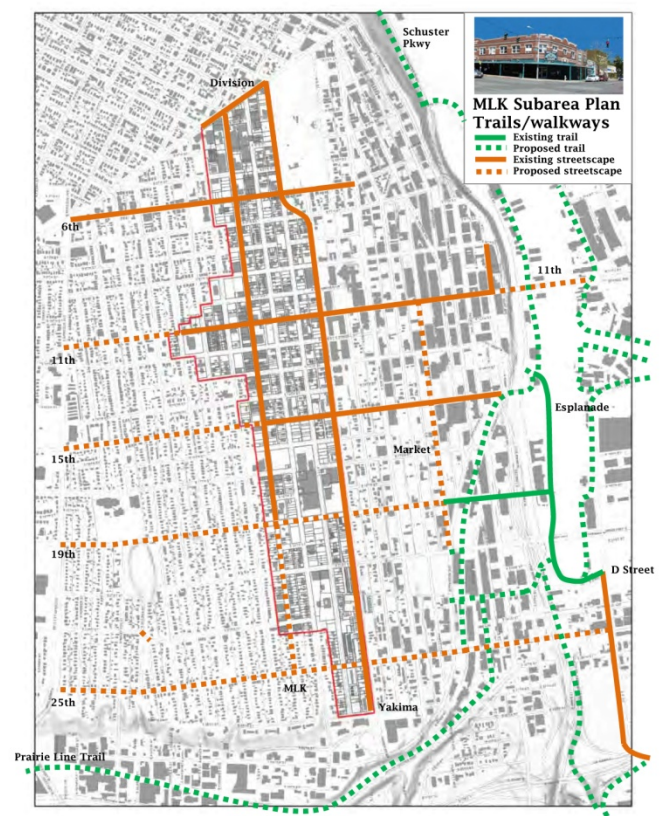 Schuster
Pkwy
MLK Subarea Plan
Trails/walkways
Existing trail
Proposed trail
Existing streetscape
Proposed streetscape
Division
6th
11th
11th
Esplanade
15th
Market
19th
D Street
25th
MLK
Yakima
Prairie Line Trail